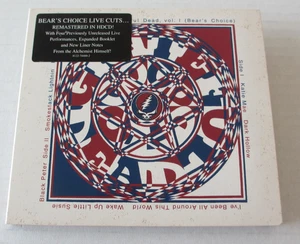 BEAR'S CHOICE LIVE CUTS...
REMASTERED IN HDCD!
With Four Previously Unreleased Live
Performances, Expanded Booklet
and New Liner Notes
From the Alchemist Himself!
Dead, vol. 1 (Bear's Choice)
Side I Katie Mae Dark Hollow
I've Been All Around This World Wake Up Little Susie
Black Peter Side II Smokestack Lightnin'